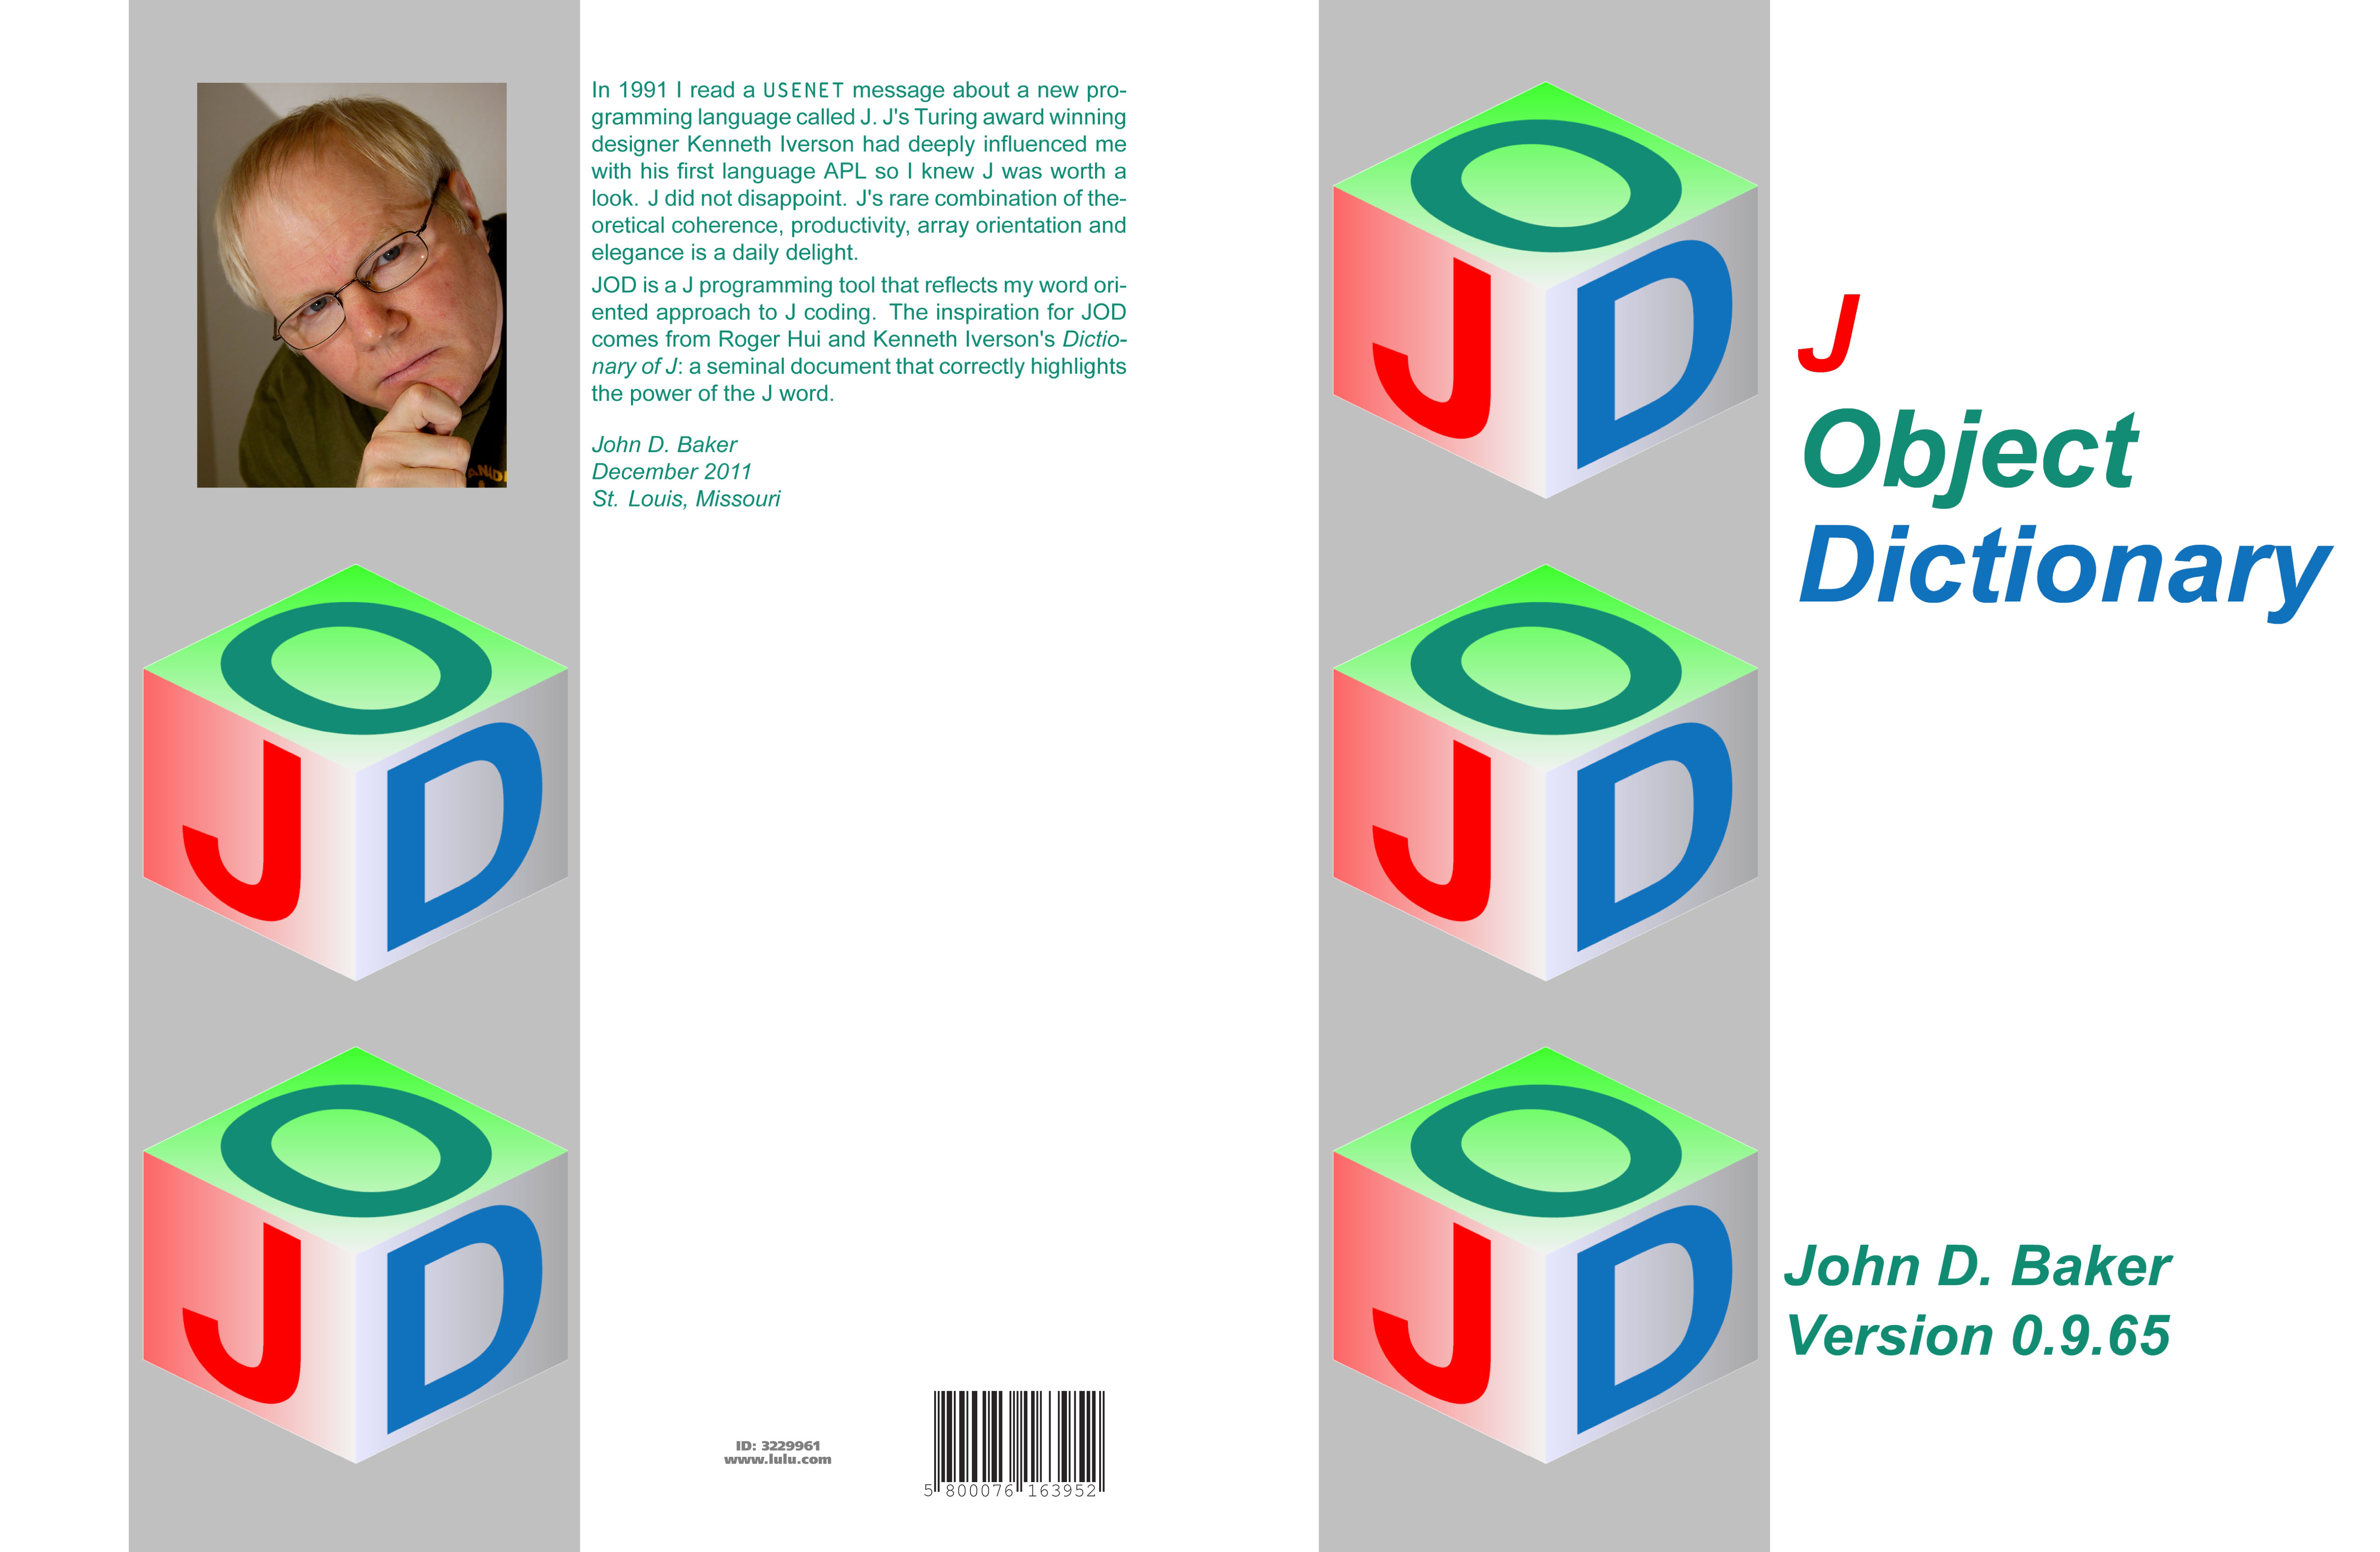 In 1991 I read a USENET message about a new pro-
gramming language called J. J's Turing award winning
designer Kenneth Iverson had deeply influenced me
with his first language APL so I knew J was worth a
look. J did not disappoint. J's rare combination of the-
oretical coherence, productivity, array orientation and
elegance is a daily delight.
JOD is a J programming tool that reflects my word ori-
ented approach to J coding. The inspiration for JOD
comes from Roger Hui and Kenneth Iverson's Dictio-
nary of J: a seminal document that correctly highlights
the power of the J word.
John D. Baker
December 2011
St. Louis, Missouri
O
J D
O
J D
ID: 3229961
www.lulu.com
5 800076 163952
O
J D
O
J D
O
J D
J
Object
Dictionary
John D. Baker
Version 0.9.65